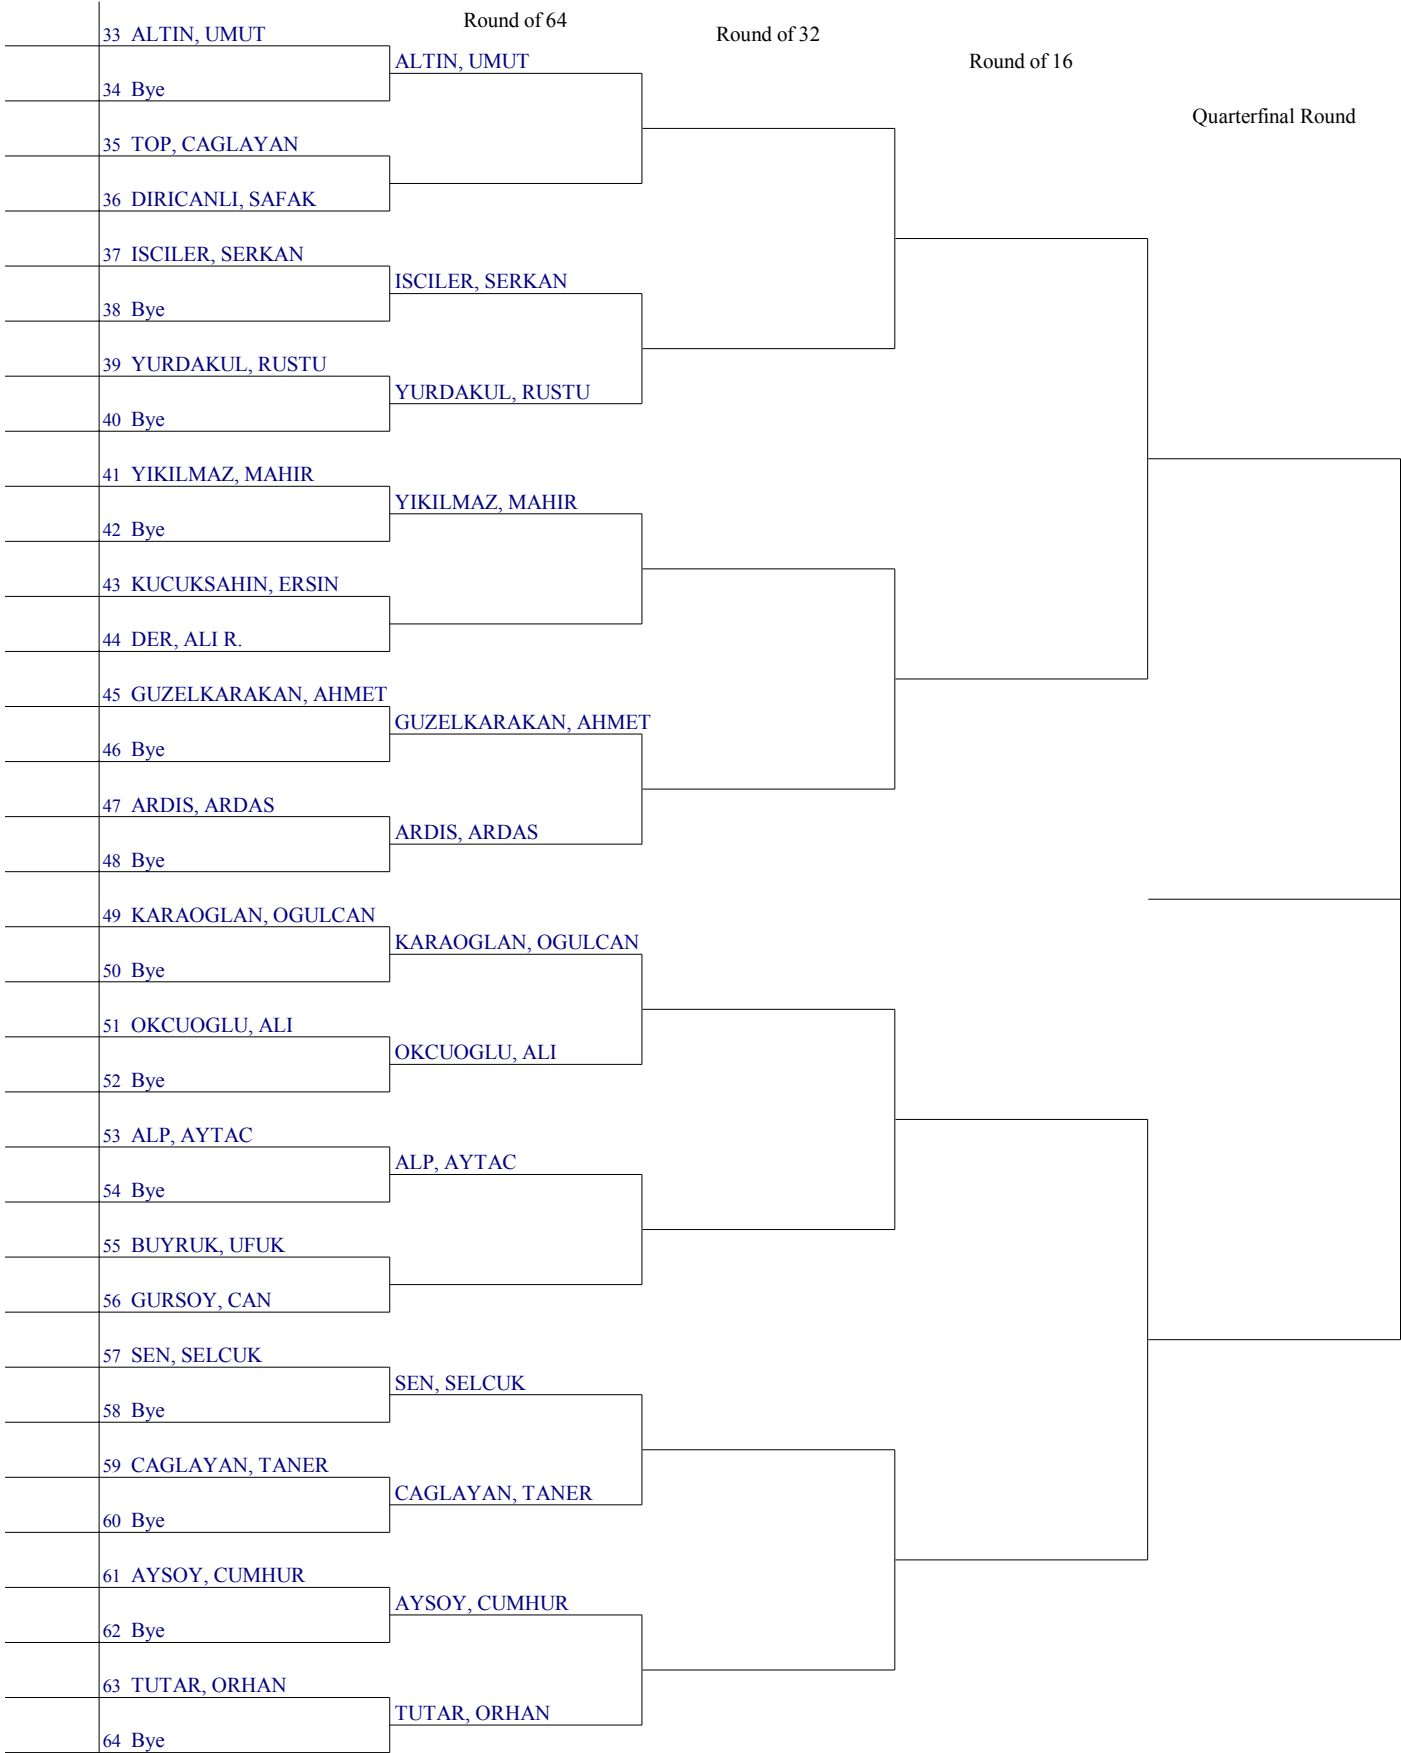 Round of 64
Round of 32
Round of 16
Quarterfinal Round
33 ALTIN, UMUT
ALTIN, UMUT
34 Bye
35 TOP, CAGLAYAN
36 DIRICANLI, SAFAK
37 ISCILER, SERKAN
ISCILER, SERKAN
38 Bye
39 YURDAKUL, RUSTU
YURDAKUL, RUSTU
40 Bye
41 YIKILMAZ, MAHIR
YIKILMAZ, MAHIR
42 Bye
43 KUCUKSAHIN, ERSIN
44 DER, ALI R.
45 GUZELKARAKAN, AHMET
GUZELKARAKAN, AHMET
46 Bye
47 ARDIS, ARDAS
ARDIS, ARDAS
48 Bye
49 KARAOGLAN, OGULCAN
KARAOGLAN, OGULCAN
50 Bye
51 OKCUOGLU, ALI
OKCUOGLU, ALI
52 Bye
53 ALP, AYTAC
ALP, AYTAC
54 Bye
55 BUYRUK, UFUK
56 GURSOY, CAN
57 SEN, SELCUK
SEN, SELCUK
58 Bye
59 CAGLAYAN, TANER
CAGLAYAN, TANER
60 Bye
61 AYSOY, CUMHUR
AYSOY, CUMHUR
62 Bye
63 TUTAR, ORHAN
TUTAR, ORHAN
64 Bye